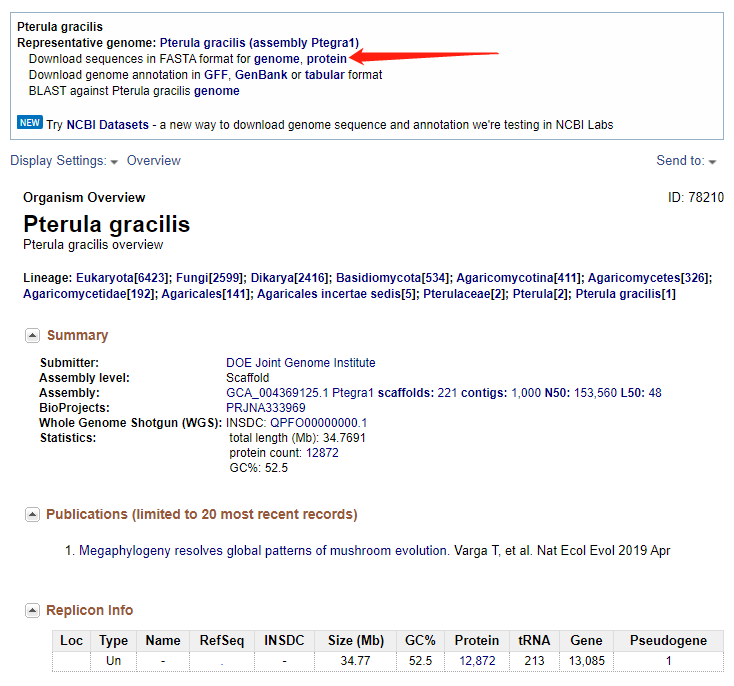 Pterula gracilis
Representative genome: Pterula gracilis (assembly Ptegra1)
Download sequences in FASTA format for genome, protein
Download genome annotation in GFF, GenBank or tabular format
BLAST against Pterula gracilis genome
NEW Try NCBI Datasets - a new way to download genome sequence and annotation we're testing in NCBI Labs
Display Settings: Overview Send to:
Organism Overview ID: 78210
Pterula gracilis
Pterula gracilis overview
Lineage: Eukaryota[6423]; Fungi[2599]; Dikarya[2416]; Basidiomycota[534]; Agaricomycotina[411]; Agaricomycetes[326];
Agaricomycetidae[192]; Agaricales[141]; Agaricales incertae sedis[5]; Pterulaceae[2]; Pterula[2]; Pterula gracilis[1]
Summary
Submitter: DOE Joint Genome Institute
Assembly level: Scaffold
Assembly: GCA_004369125.1 Ptegra1 scaffolds: 221 contigs: 1,000 N50: 153,560 L50: 48
BioProjects: PRJNA333969
Whole Genome Shotgun (WGS): INSDC: QPFO00000000.1
Statistics: total length (Mb): 34.7691
protein count: 12872
GC%: 52.5
Publications (limited to 20 most recent records)
1. Megaphylogeny resolves global patterns of mushroom evolution. Varga T, et al. Nat Ecol Evol 2019 Apr
Replicon Info
Loc Type Name RefSeq INSDC Size (Mb) GC% Protein tRNA Gene Pseudogene
Un - . - 34.77 52.5 12,872 213 13,085 1